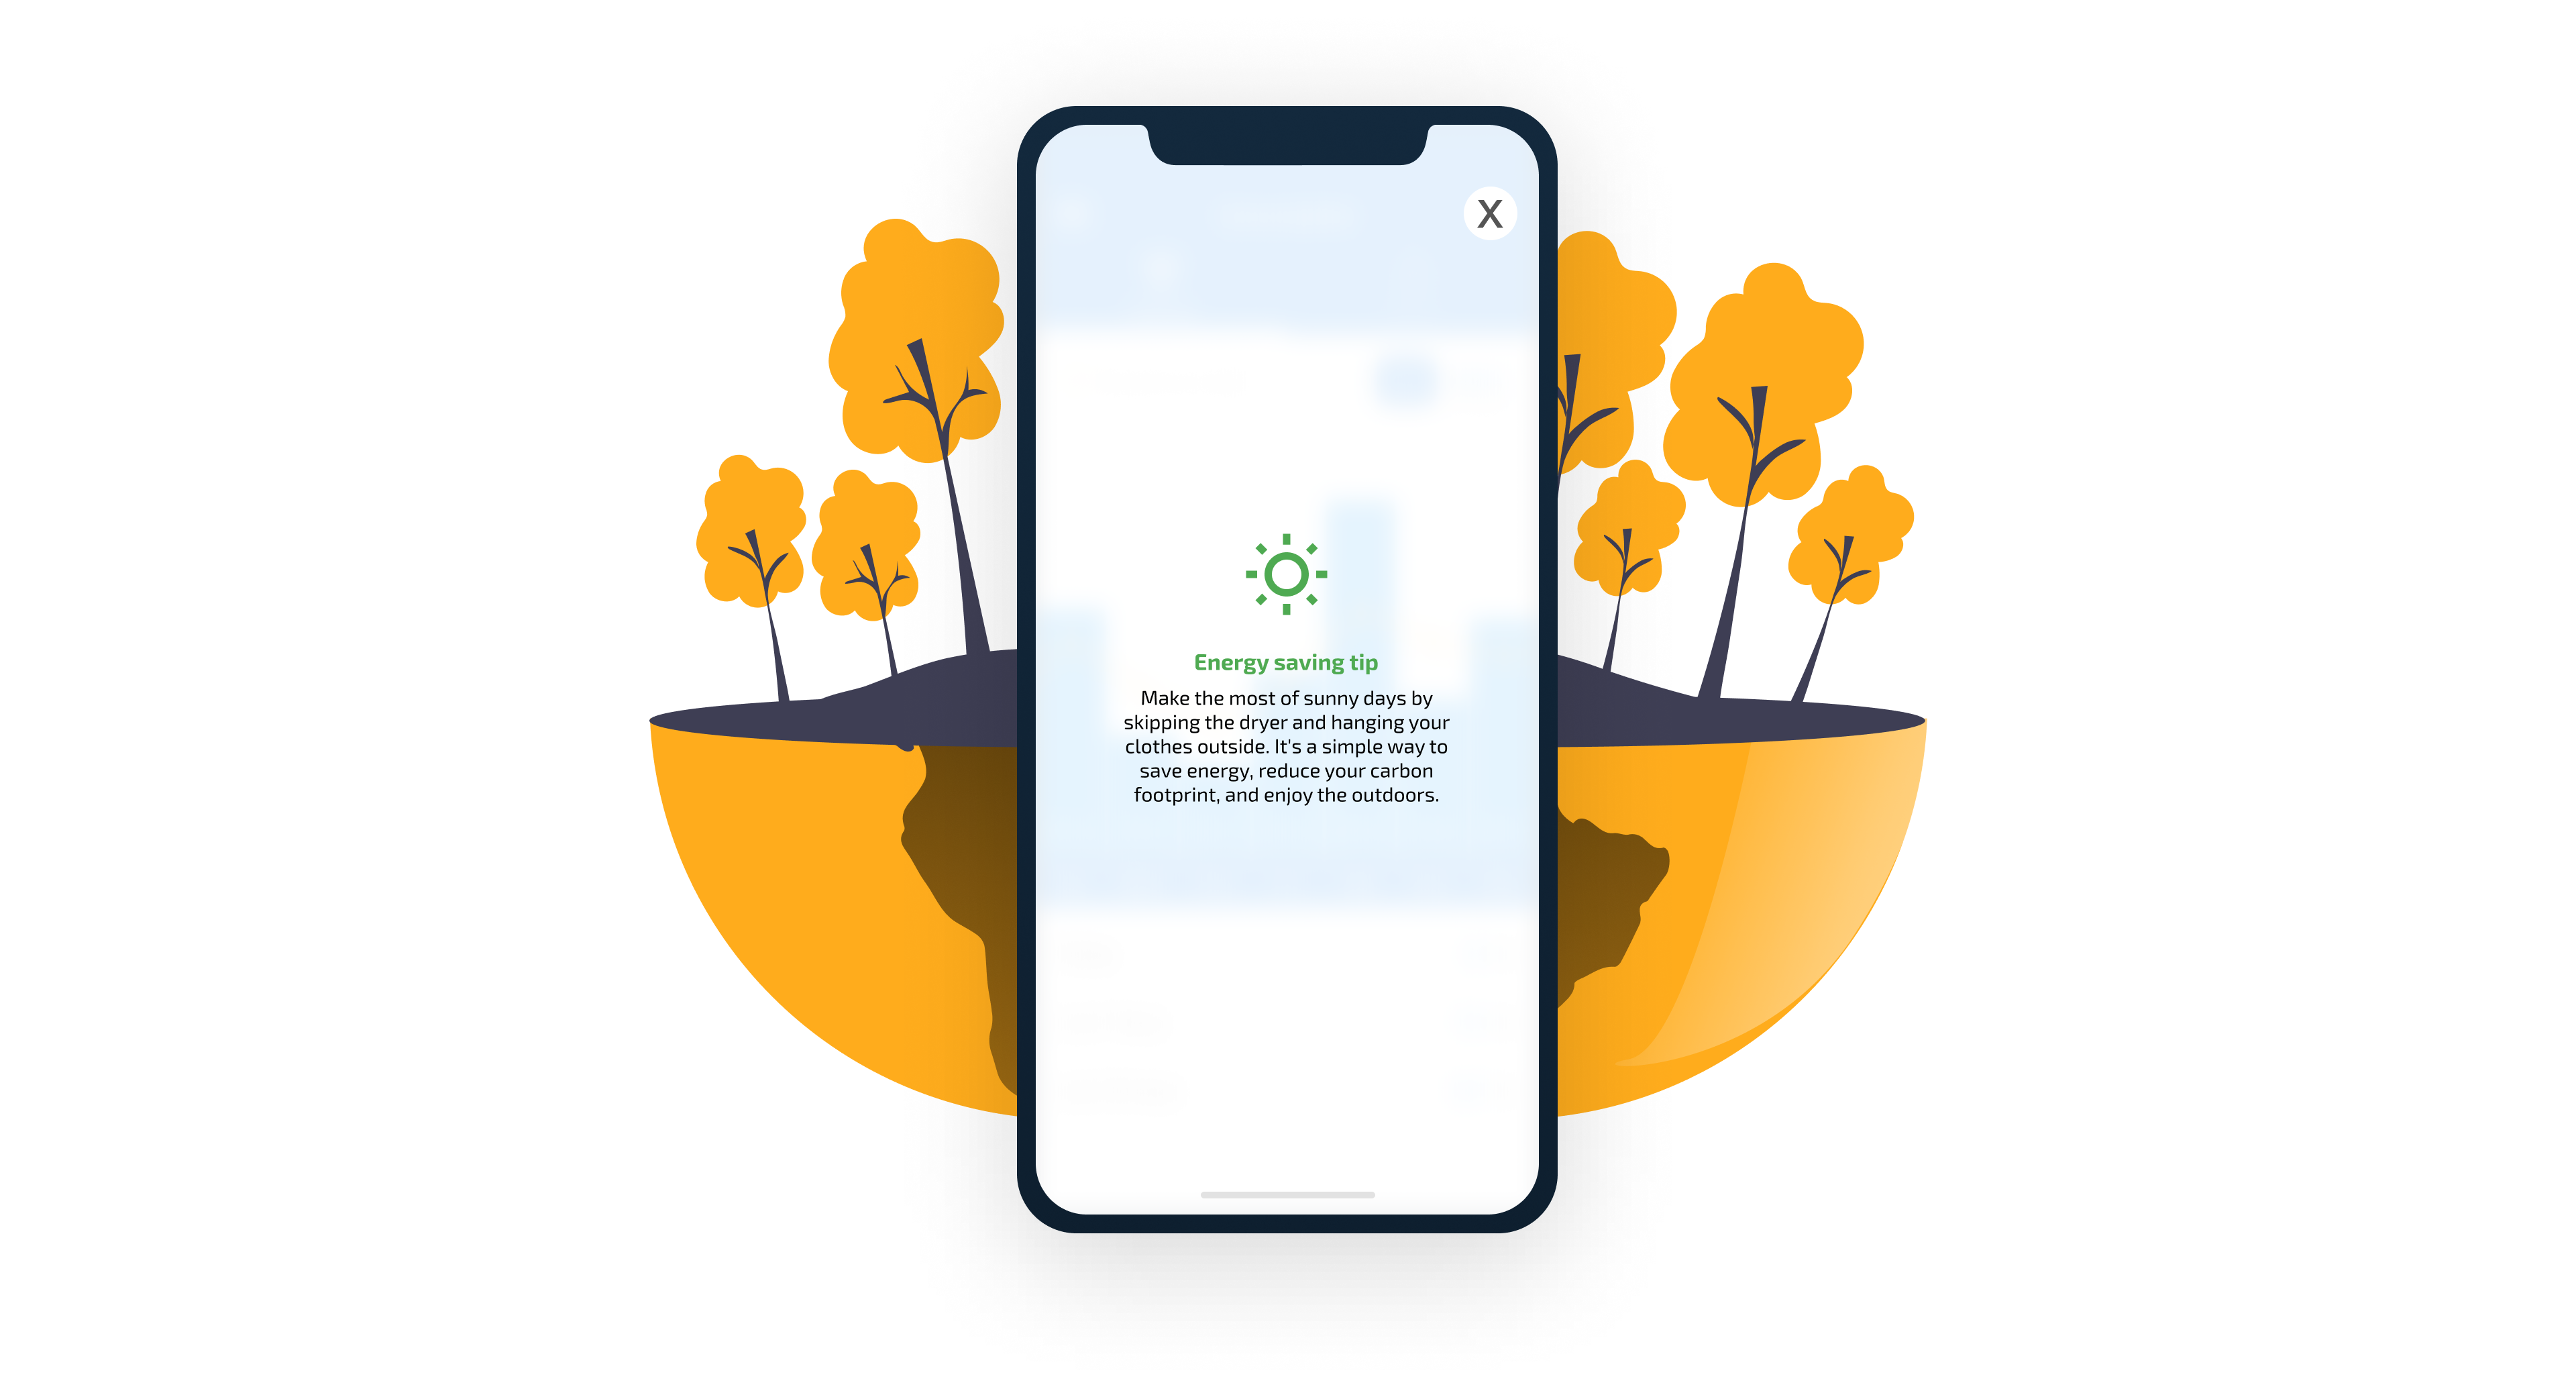 X
Energy saving tip
Make the most of sunny days by
skipping the dryer and hanging your
clothes outside. It's a simple way to
save energy, reduce your carbon
footprint, and enjoy the outdoors.